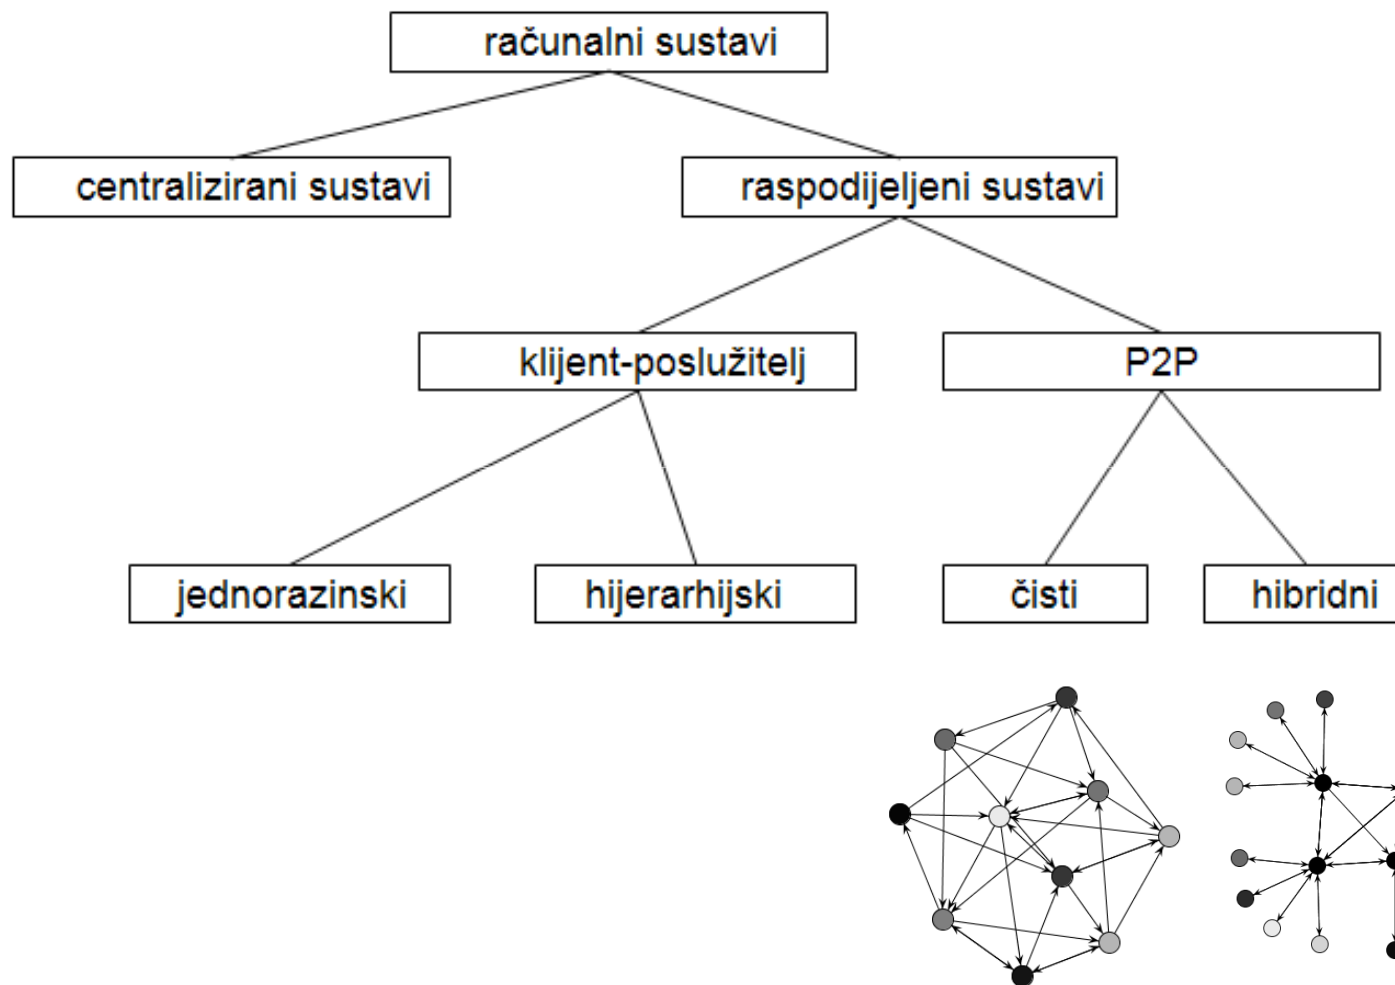 računalni sustavi
centralizirani sustavi
raspodijeljeni sustavi
klijent-poslužitelj
P2P
jednorazinski
hijerarhijski
čisti
hibridni